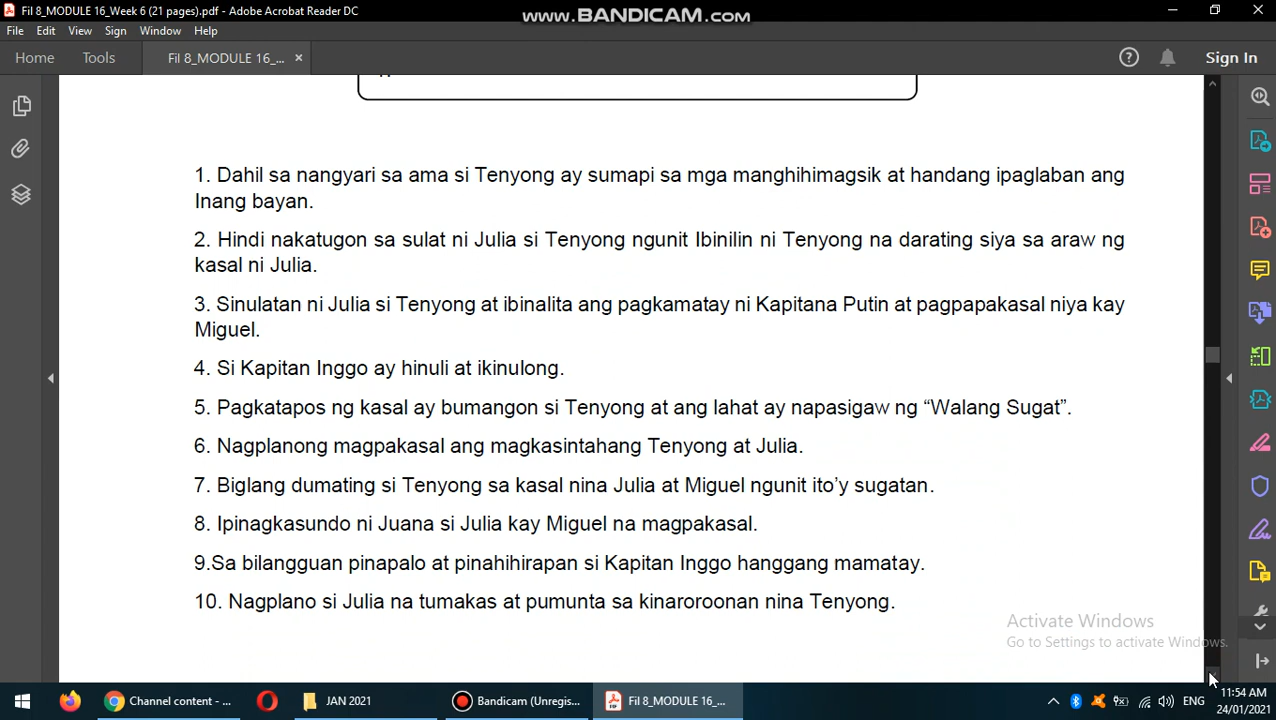 Fil 8_MODULE 16_Week 6 (21 pages).pdf - Adobe Acrobat Reader DC
www.BANDICAM.com
File Edit View Sign Window Help
Home Tools Fil 8_MODULE 16_... × Sign In
1. Dahil sa nangyari sa ama si Tenyong ay sumapi sa mga manghihimagsik at handang ipaglaban ang
Inang bayan.
2. Hindi nakatugon sa sulat ni Julia si Tenyong ngunit Ibinilin ni Tenyong na darating siya sa araw ng
kasal ni Julia.
3. Sinulatan ni Julia si Tenyong at ibinalita ang pagkamatay ni Kapitana Putin at pagpapakasal niya kay
Miguel.
4. Si Kapitan Inggo ay hinuli at ikinulong.
5. Pagkatapos ng kasal ay bumangon si Tenyong at ang lahat ay napasigaw ng “Walang Sugat”.
6. Nagplanong magpakasal ang magkasintahang Tenyong at Julia.
7. Biglang dumating si Tenyong sa kasal nina Julia at Miguel ngunit ito’y sugatan.
8. Ipinagkasundo ni Juana si Julia kay Miguel na magpakasal.
9.Sa bilangguan pinapalo at pinahihirapan si Kapitan Inggo hanggang mamatay.
10. Nagplano si Julia na tumakas at pumunta sa kinaroroonan nina Tenyong.
Activate Windows
Go to Settings to activate Windows.
Channel content - ... JAN 2021 Bandicam (Unregis... Fil 8_MODULE 16_... ENG 11:54 AM
24/01/2021